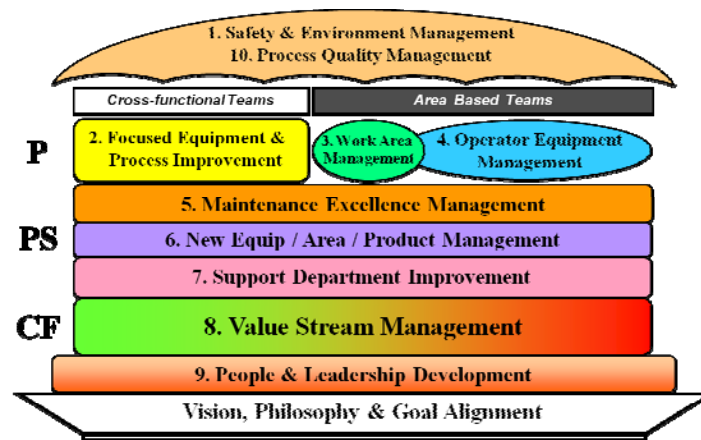 1. Safety & Environment Management
10. Process Quality Management
Cross-functional Teams
Area Based Teams
P
2. Focused Equipment &
Process Improvement
3. Work Area
Management
4. Operator Equipment
Management
5. Maintenance Excellence Management
PS
6. New Equip / Area / Product Management
7. Support Department Improvement
CF
8. Value Stream Management
9. People & Leadership Development
Vision, Philosophy & Goal Alignment